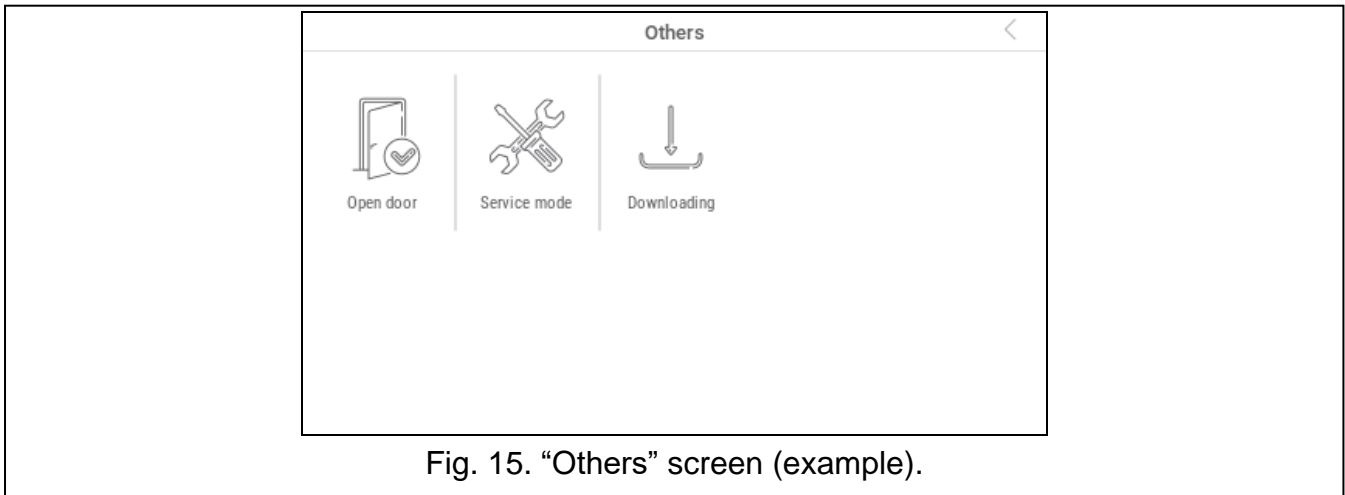 Others
Open door
Service mode
Downloading
Fig. 15. “Others” screen (example).